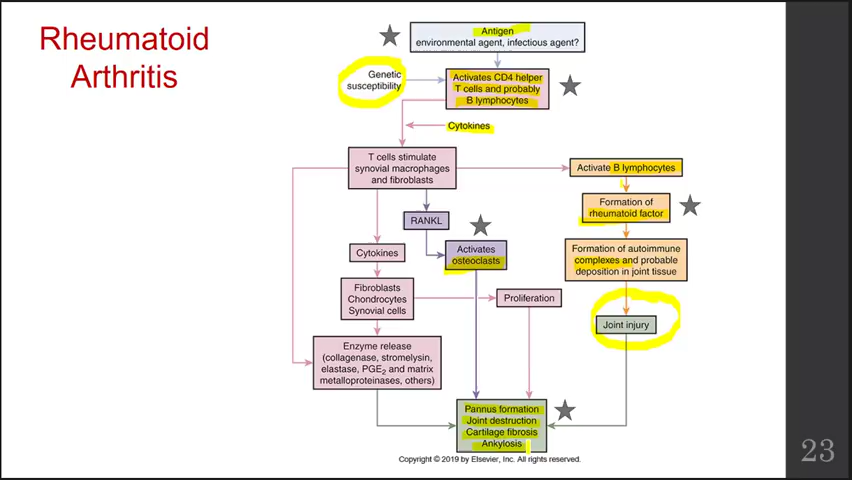 Rheumatoid
Arthritis
Antigen
environmental agent, infectious agent?
Genetic
susceptibility
Activates CD4 helper
T cells and probably
B lymphocytes
Cytokines
T cells stimulate
synovial macrophages
and fibroblasts
Activate B lymphocytes
RANKL
Formation of
rheumatoid factor
Cytokines
Activates
osteoclasts
Formation of autoimmune
complexes and probable
deposition in joint tissue
Fibroblasts
Chondrocytes
Synovial cells
Proliferation
Joint injury
Enzyme release
(collagenase, stromelysin,
elastase, PGE₂ and matrix
metalloproteinases, others)
Pannus formation
Joint destruction
Cartilage fibrosis
Ankylosis
Copyright © 2019 by Elsevier, Inc. All rights reserved.
23